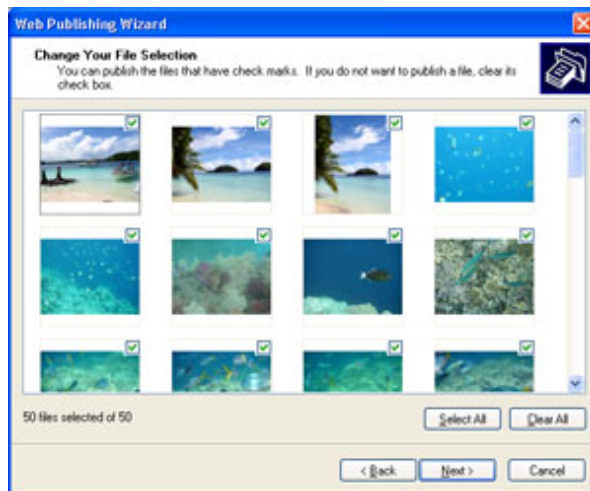 Web Publishing Wizard
Change Your File Selection
You can publish the files that have check marks. If you do not want to publish a file, clear its
check box.
50 files selected of 50
Select All
Clear All
< Back
Next >
Cancel